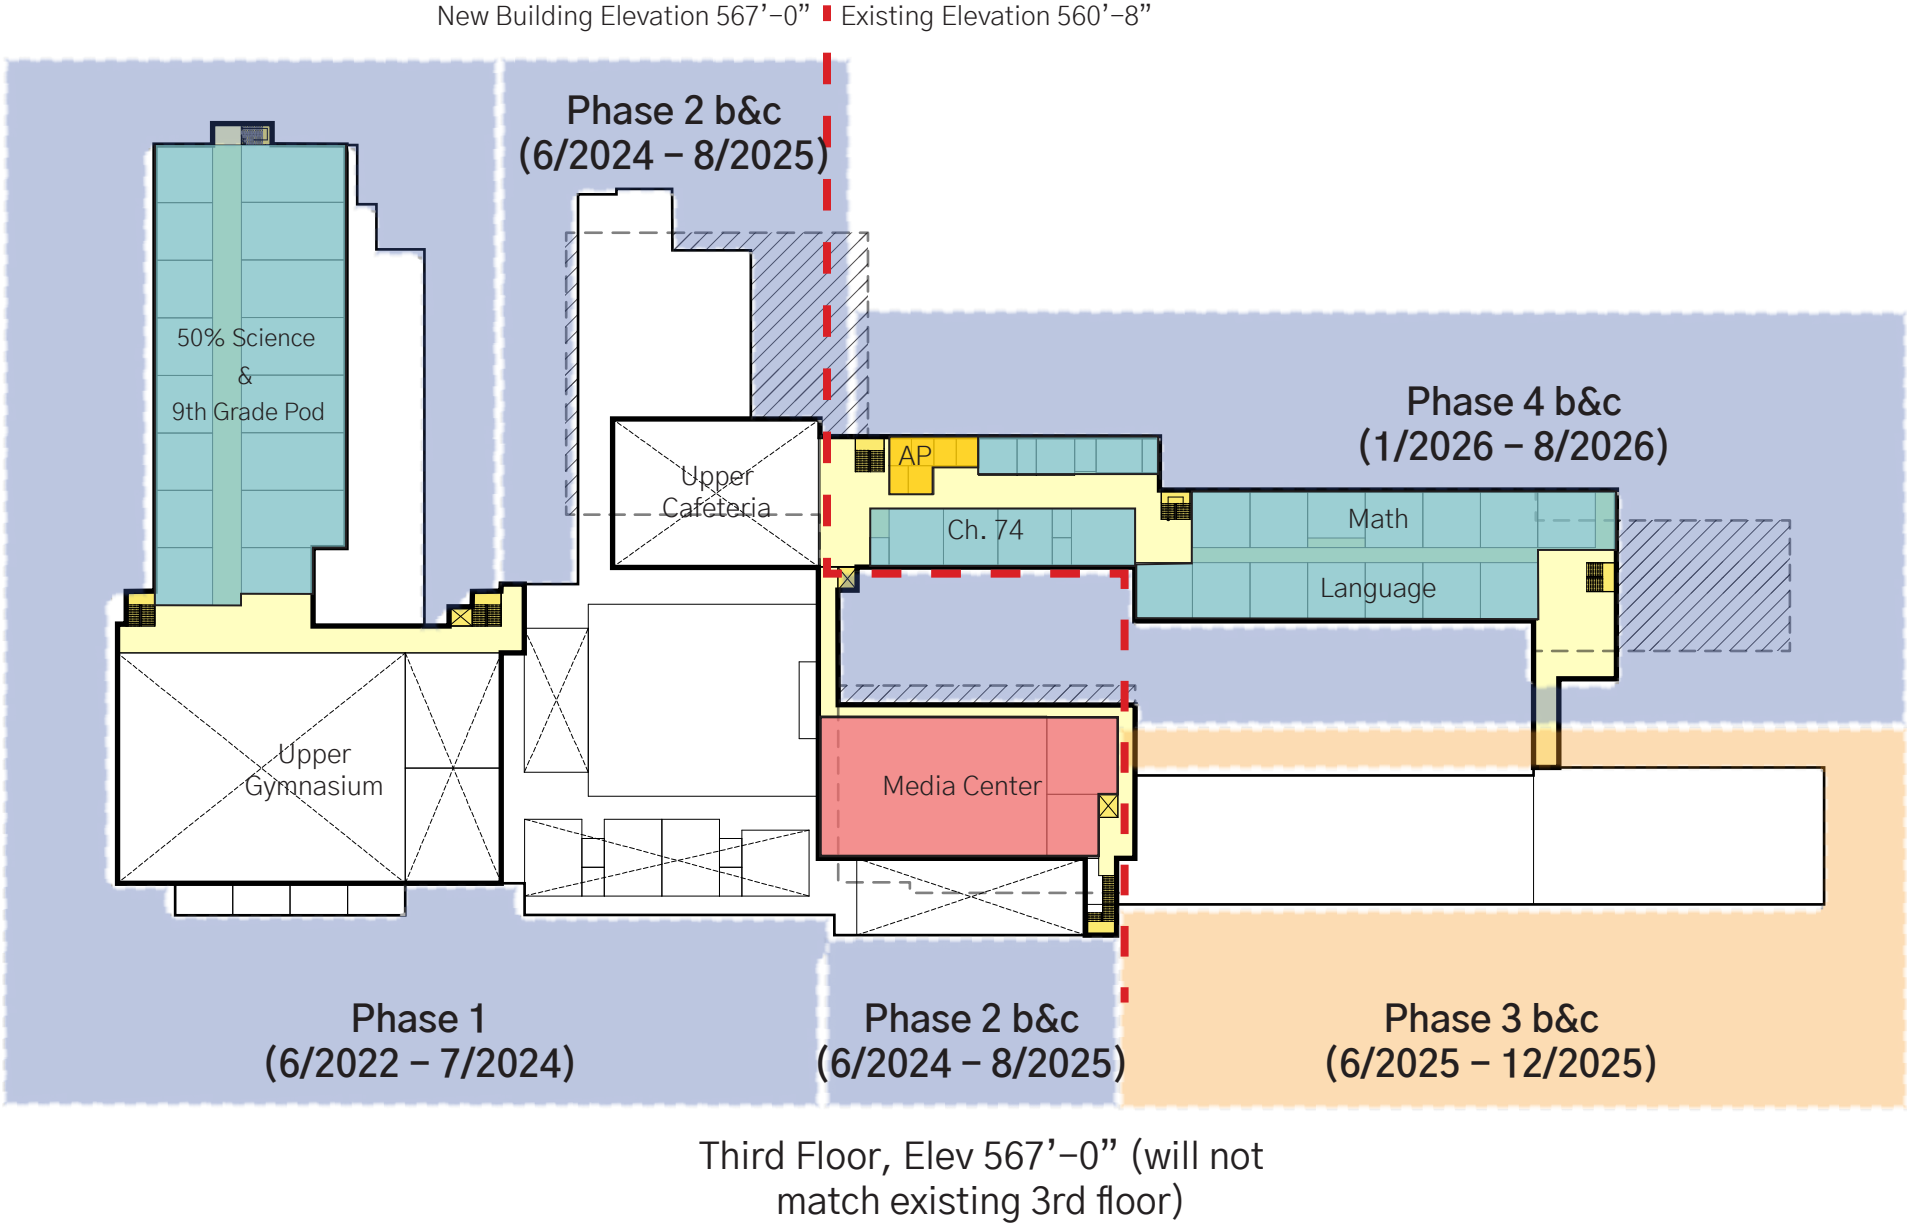 New Building Elevation 567’-0”
Existing Elevation 560’-8”
Phase 2 b&c
(6/2024 – 8/2025)
50% Science
&
9th Grade Pod
Phase 4 b&c
(1/2026 – 8/2026)
AP
Upper
Cafeteria
Ch. 74
Math
Language
Upper
Gymnasium
Media Center
Phase 1
(6/2022 – 7/2024)
Phase 2 b&c
(6/2024 – 8/2025)
Phase 3 b&c
(6/2025 – 12/2025)
Third Floor, Elev 567’-0” (will not
match existing 3rd floor)